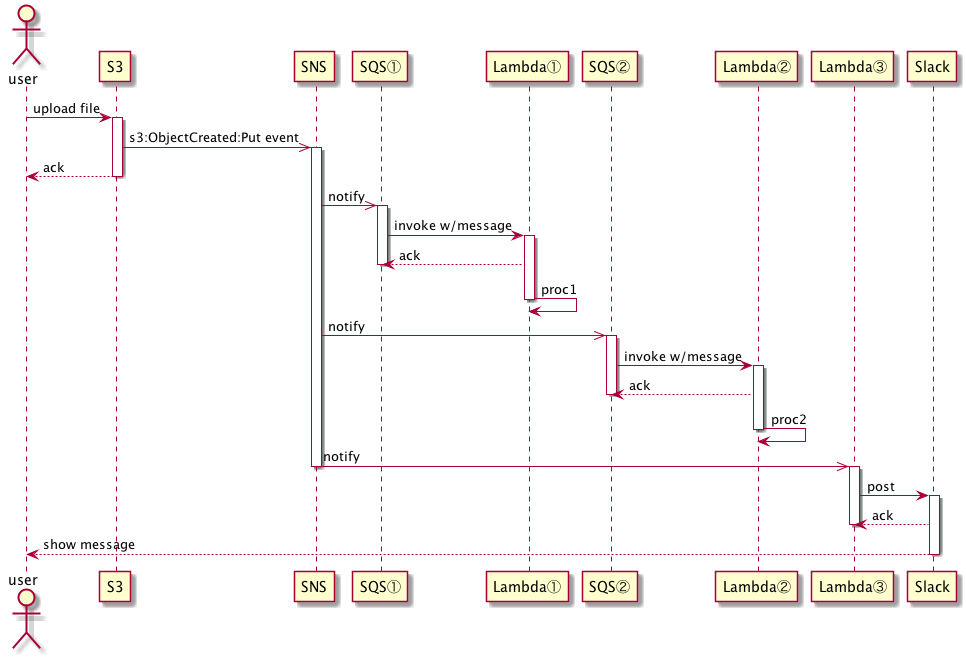 user
S3
SNS
SQS①
Lambda①
SQS②
Lambda②
Lambda③
Slack
upload file
s3:ObjectCreated:Put event
ack
notify
invoke w/message
ack
proc1
notify
invoke w/message
ack
proc2
notify
post
ack
show message
user
S3
SNS
SQS①
Lambda①
SQS②
Lambda②
Lambda③
Slack